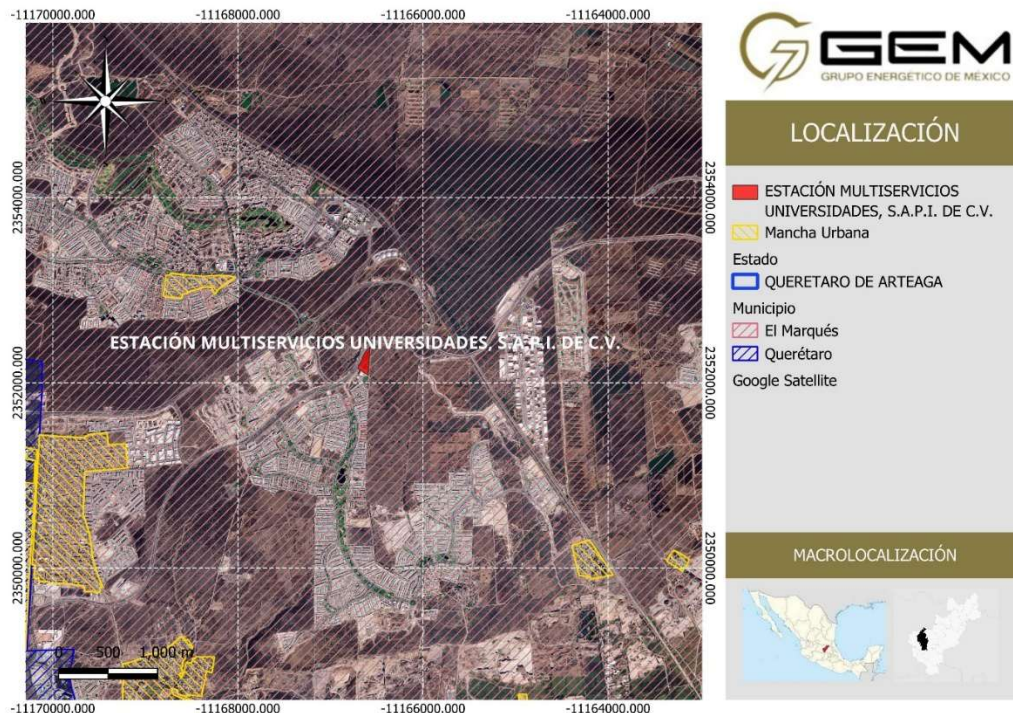 -11170000.000
-11168000.000
-11166000.000
-11164000.000
2354000.000
2354000.000
ESTACIÓN MULTISERVICIOS UNIVERSIDADES, S.A.P.I. DE C.V.
2352000.000
2352000.000
2350000.000
2350000.000
0 500 1,000 m
-11170000.000
-11168000.000
-11166000.000
-11164000.000
GEM
GRUPO ENERGÉTICO DE MÉXICO
LOCALIZACIÓN
ESTACIÓN MULTISERVICIOS
UNIVERSIDADES, S.A.P.I. DE C.V.
Mancha Urbana
Estado
QUERETARO DE ARTEAGA
Municipio
El Marqués
Querétaro
Google Satellite
MACROLOCALIZACIÓN